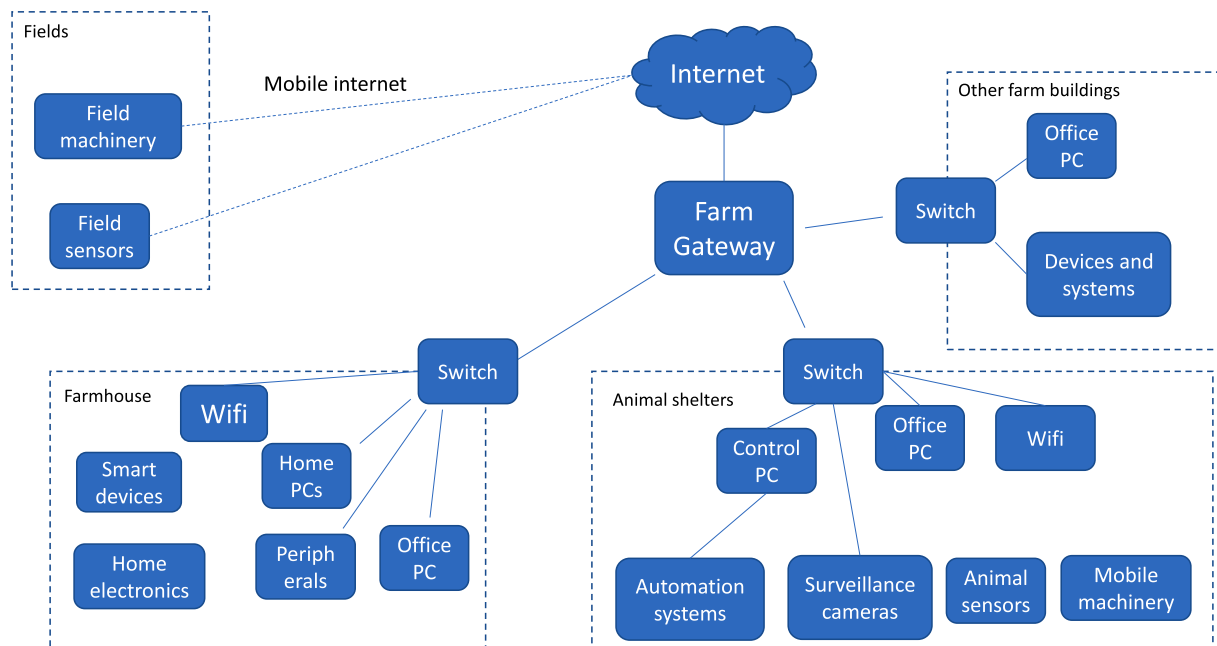 Fields
Mobile internet
Field
machinery
Field
sensors
Internet
Farm
Gateway
Other farm buildings
Office
PC
Switch
Devices and
systems
Switch
Farmhouse
Wifi
Smart
devices
Home
PCs
Home
electronics
Periph
erals
Office
PC
Switch
Animal shelters
Control
PC
Office
PC
Wifi
Automation
systems
Surveillance
cameras
Animal
sensors
Mobile
machinery